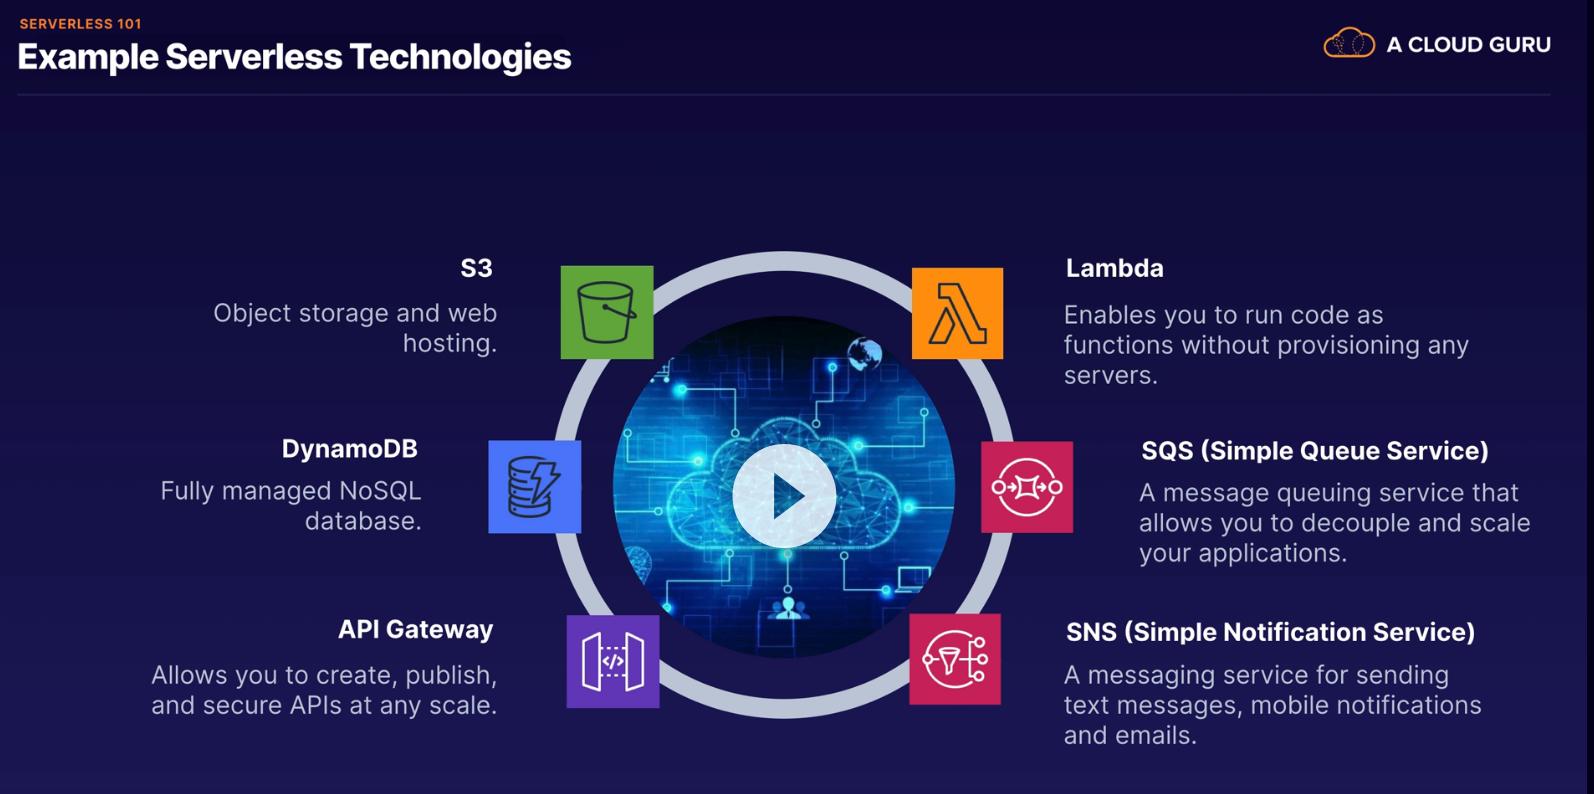 SERVERLESS 101
Example Serverless Technologies
A CLOUD GURU
S3
Object storage and web
hosting.
Lambda
Enables you to run code as
functions without provisioning any
servers.
DynamoDB
Fully managed NoSQL
database.
SQS (Simple Queue Service)
A message queuing service that
allows you to decouple and scale
your applications.
API Gateway
Allows you to create, publish,
and secure APIs at any scale.
</>
SNS (Simple Notification Service)
A messaging service for sending
text messages, mobile notifications
and emails.